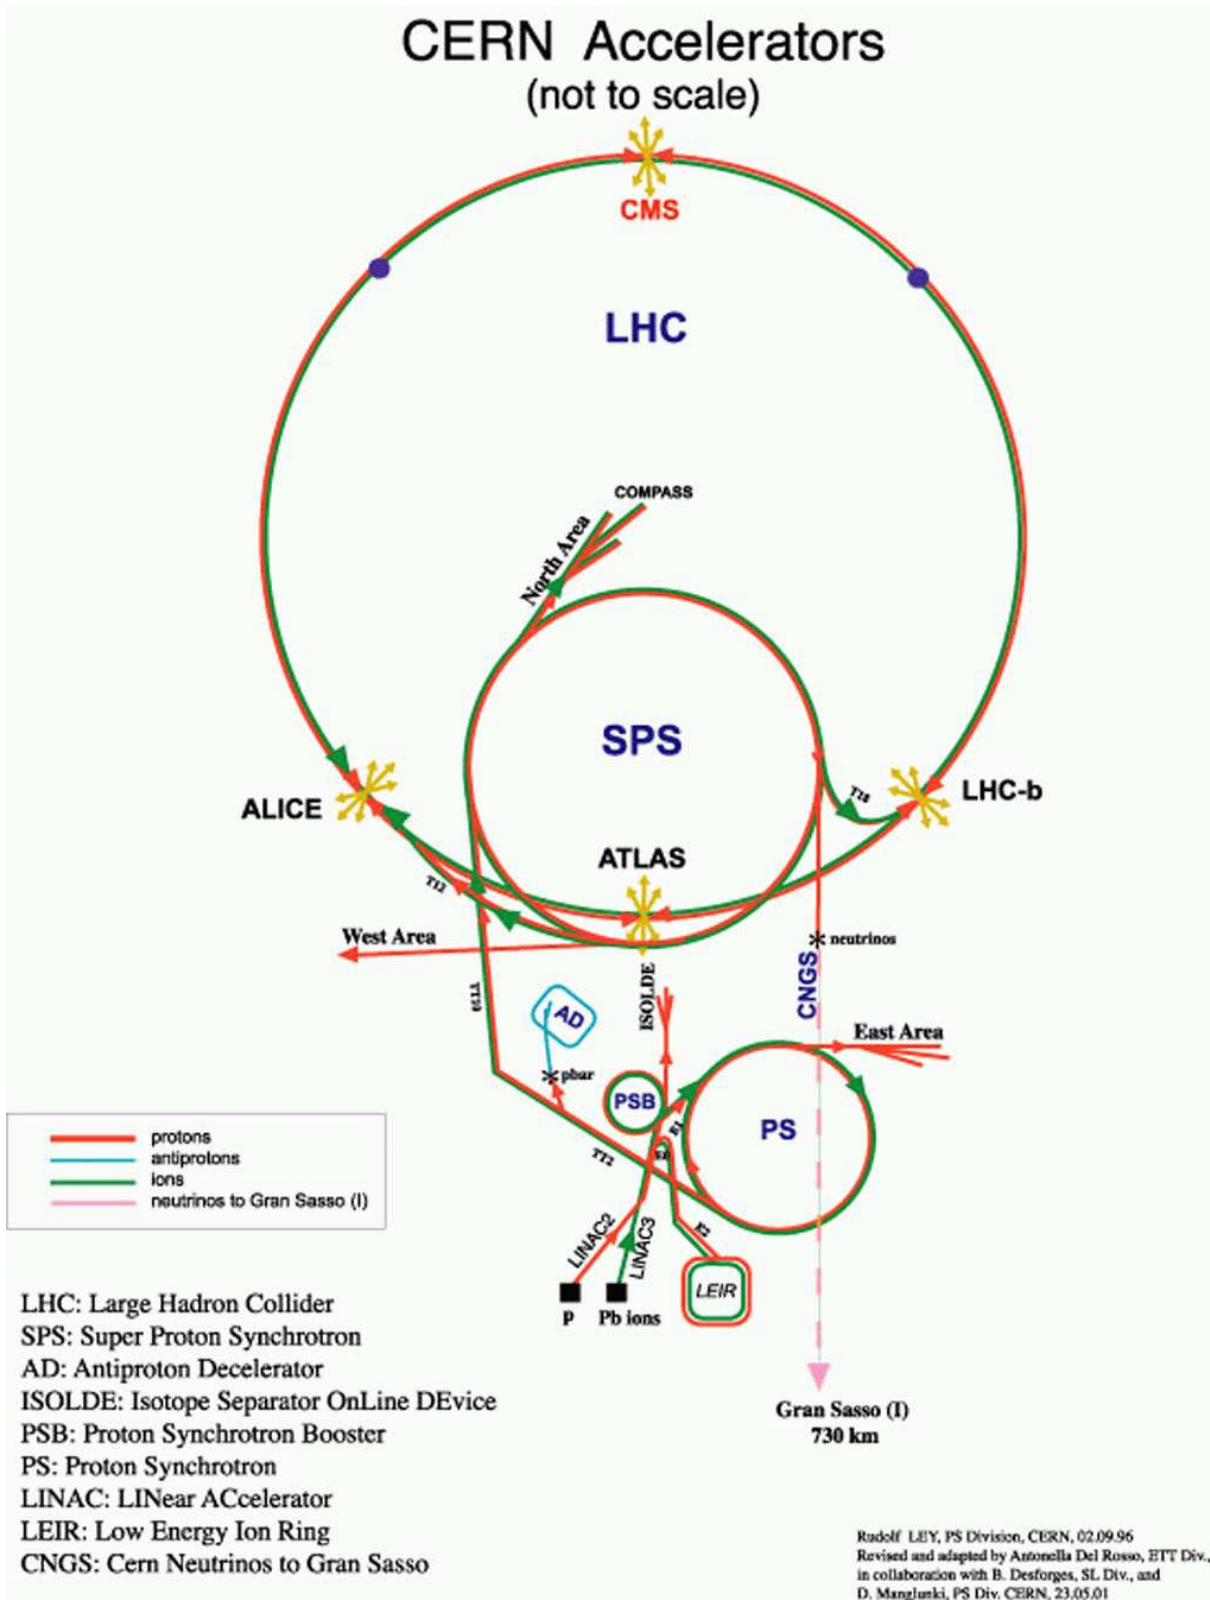 CERN Accelerators
(not to scale)
CMS
LHC
COMPASS
North Area
SPS
ALICE
LHC-b
TI8
ATLAS
TI2
West Area
neutrinos
CNGS
ISOLDE
TT10
AD
East Area
pbar
PSB
PS
E1
E0
TT2
protons
antiprotons
ions
neutrinos to Gran Sasso (I)
LINAC2
LINAC3
E2
LEIR
p
Pb ions
LHC: Large Hadron Collider
SPS: Super Proton Synchrotron
AD: Antiproton Decelerator
ISOLDE: Isotope Separator OnLine DEvice
PSB: Proton Synchrotron Booster
PS: Proton Synchrotron
LINAC: LINear ACcelerator
LEIR: Low Energy Ion Ring
CNGS: Cern Neutrinos to Gran Sasso
Gran Sasso (I)
730 km
Rudolf LEY, PS Division, CERN, 02.09.96
Revised and adapted by Antonella Del Rosso, ETT Div.,
in collaboration with B. Desforges, SL Div., and
D. Manglunki, PS Div. CERN, 23.05.01